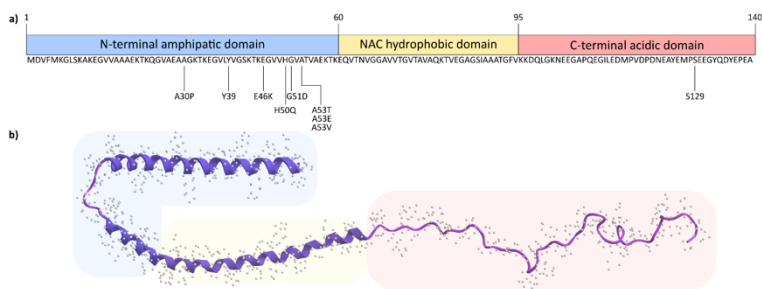 1 60 95 140
a)
N-terminal amphipatic domain NAC hydrophobic domain C-terminal acidic domain
MDVFMKGLSKAKEGVVAAAEKTKQGVAEAAGKTKEGVLYVGSKTKEGVVHGVATVAEKTKEQVTNVGGAVVTGVTAVAQKTVEGAGSIAAATGFVKKDQLGKNEEGAPQEGILEDMPVDPDNEAYEMPSEEGYQDYEPEA
A30P Y39 E46K G51D S129
H50Q A53T
A53E
A53V
b)